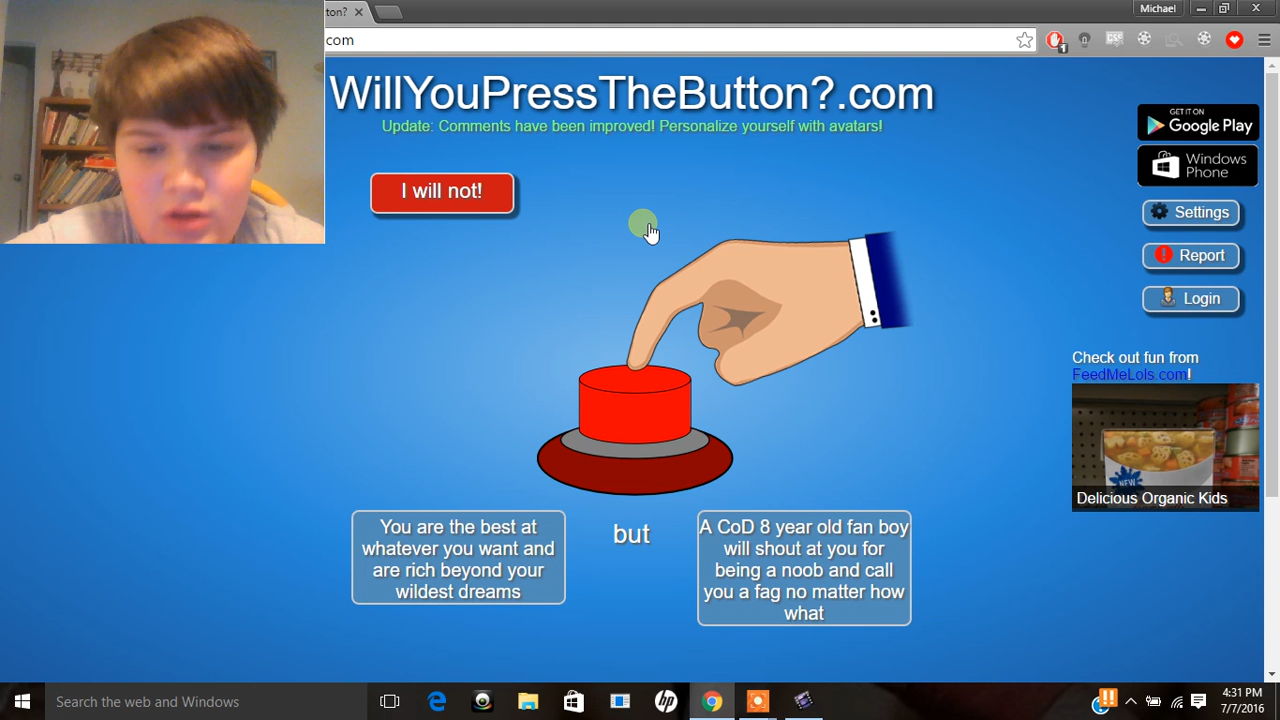 ton?
Michael
.com
CSF
1
WillYouPressTheButton?.com
Update: Comments have been improved! Personalize yourself with avatars!
GET IT ON
Google Play
Windows
Phone
I will not!
Settings
Report
Login
Check out fun from
FeedMeLols.com!
NEW
Delicious Organic Kids
You are the best at
whatever you want and
are rich beyond your
wildest dreams
but
A CoD 8 year old fan boy
will shout at you for
being a noob and call
you a fag no matter how
what
Search the web and Windows
hp
4:31 PM
7/7/2016